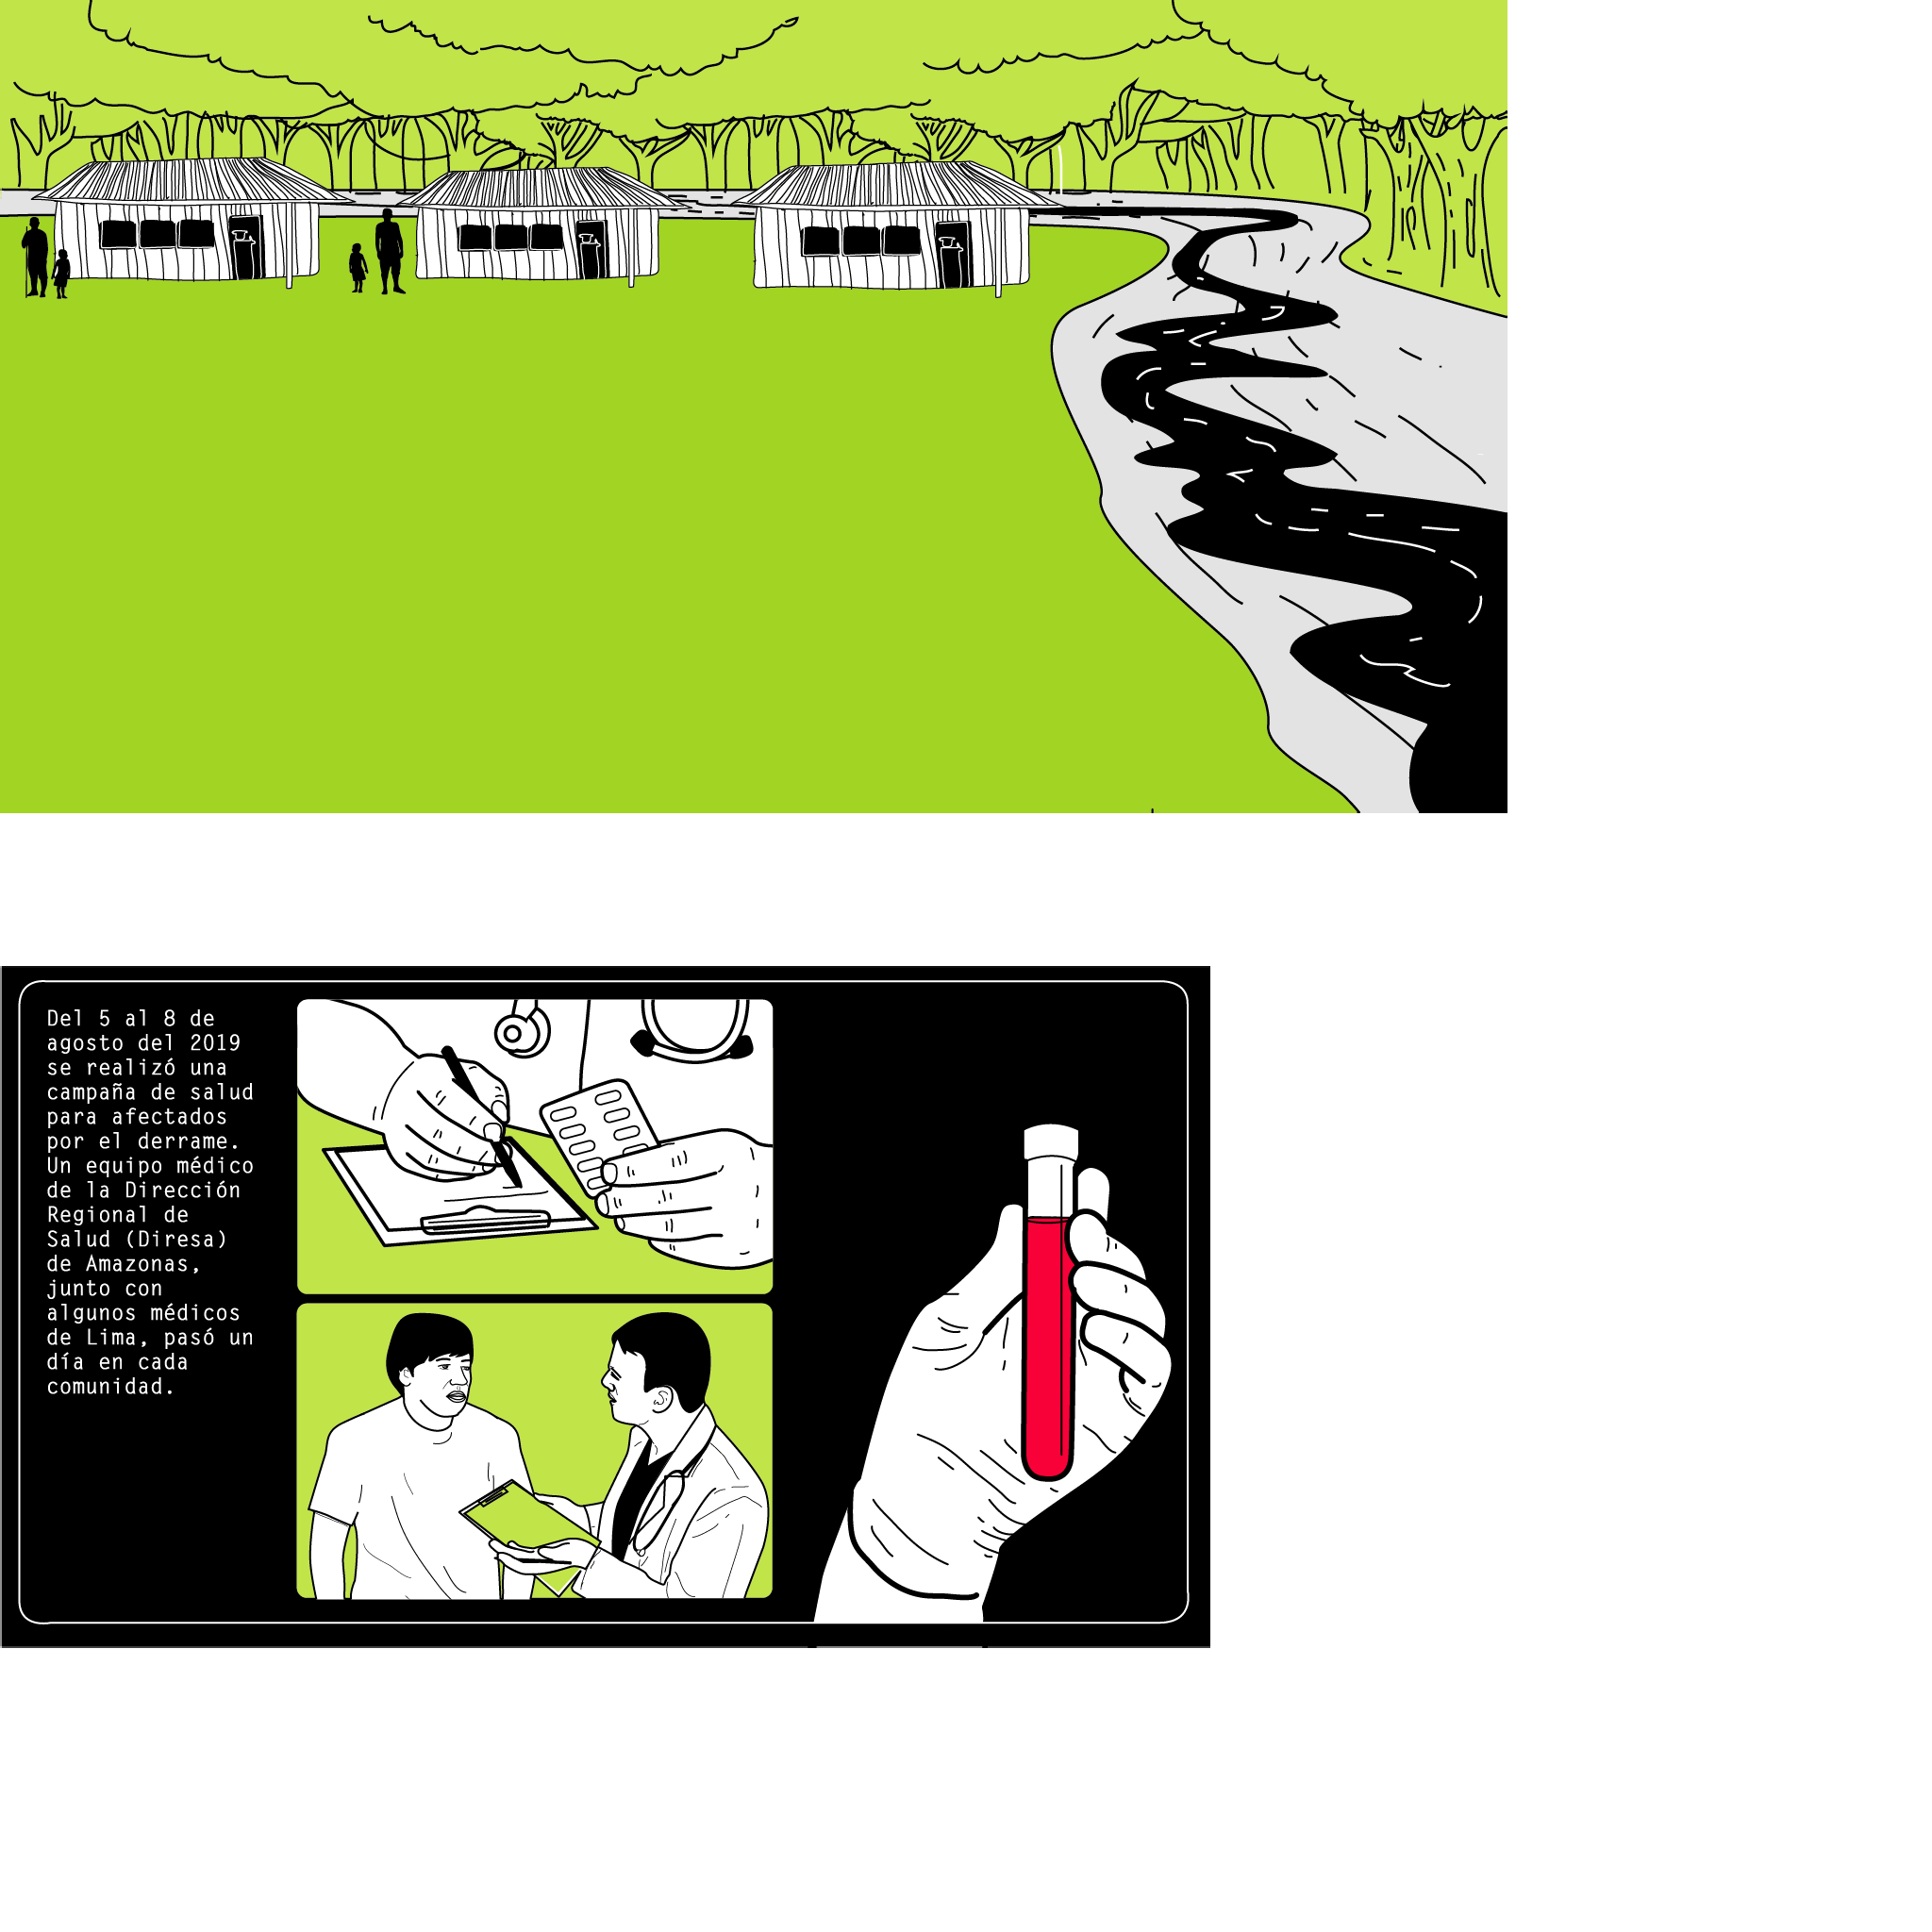 Del 5 al 8 de
agosto del 2019
se realizó una
campaña de salud
para afectados
por el derrame.
Un equipo médico
de la Dirección
Regional de
Salud (Diresa)
de Amazonas,
junto con
algunos médicos
de Lima, pasó un
día en cada
comunidad.